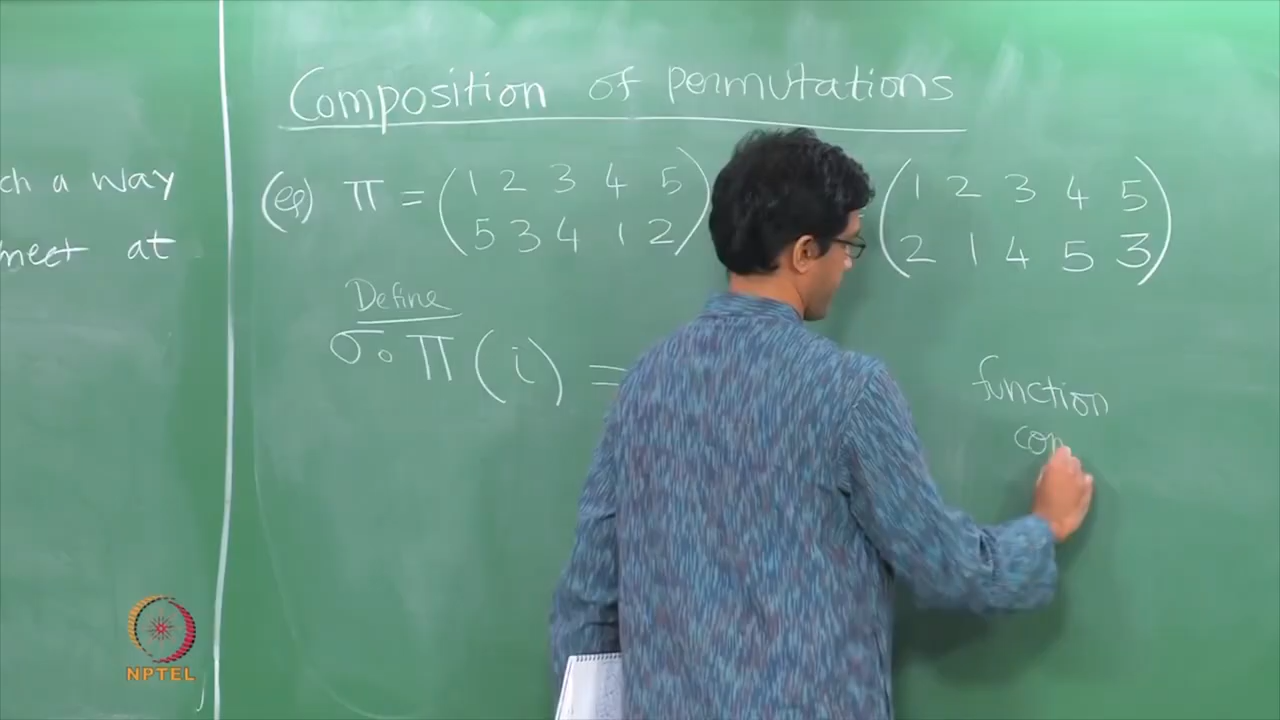 Composition of permutations
ch a way
meet at
(eg) π = (1 2 3 4 5) (1 2 3 4 5)
(5 3 4 1 2) (2 1 4 5 3)
Define
σ∘π(i) =
function
com
NPTEL